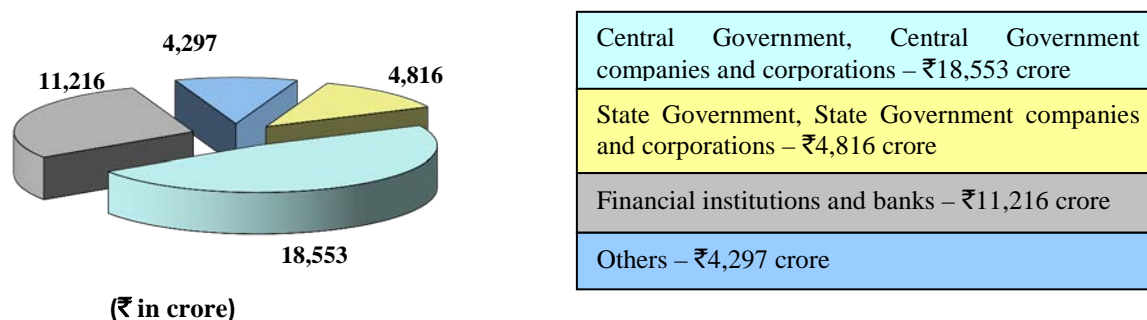 4,297
4,816
11,216
18,553
(₹ in crore)
Central Government, Central Government
companies and corporations – ₹18,553 crore
State Government, State Government companies
and corporations – ₹4,816 crore
Financial institutions and banks – ₹11,216 crore
Others – ₹4,297 crore